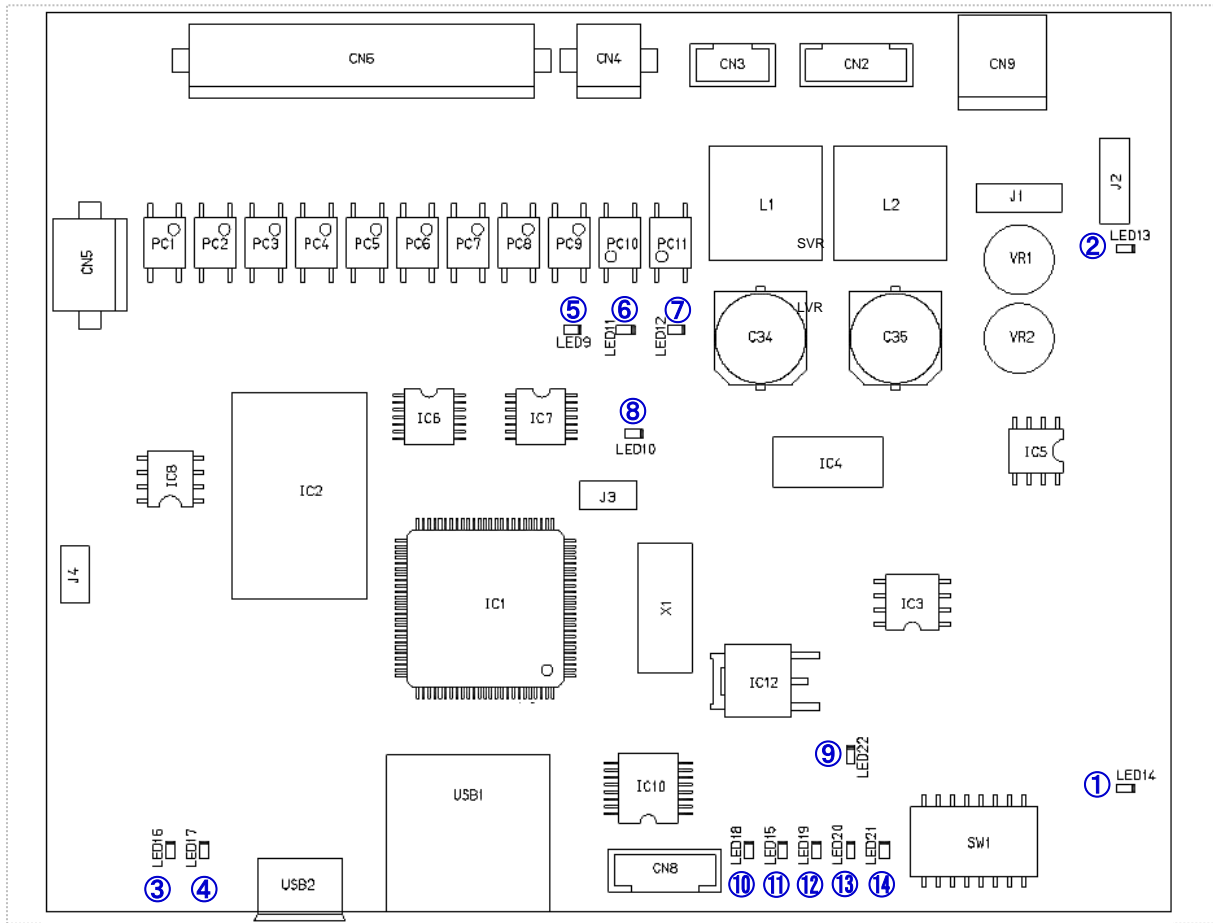 CN6
CN4
CN3
CN2
CN9
J2
J1
L1
L2
SVR
CN5
PC1
PC2
PC3
PC4
PC5
PC6
PC7
PC8
PC9
PC10
PC11
② LED13
VR1
⑤
⑥
⑦
LED9
LED11
LED12
LVR
C34
C35
VR2
IC6
IC7
⑧
LED10
IC5
IC4
IC8
IC2
J3
J4
IC1
X1
IC3
IC12
⑨ LED22
① LED14
USB1
IC10
SW1
LED16
LED17
LED18
LED15
LED19
LED20
LED21
CN8
③
④
USB2
⑩
⑪
⑫
⑬
⑭